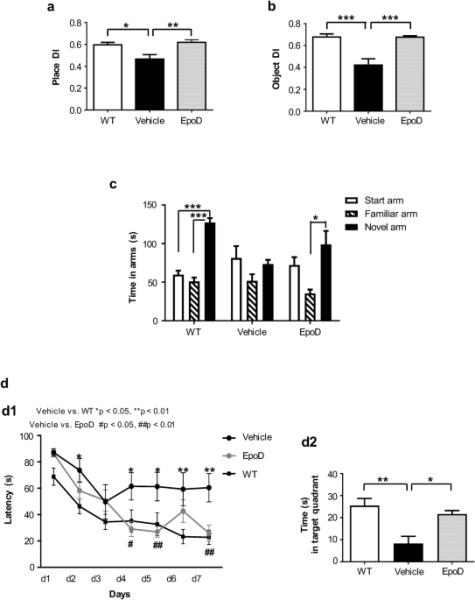 a
* **
Place DI
0.8
0.6
0.4
0.2
0.0
WT Vehicle EpoD
b
*** ***
Object DI
0.8
0.6
0.4
0.2
0.0
WT Vehicle EpoD
c
***
***
*
Time in arms (s)
150
100
50
0
WT Vehicle EpoD
Start arm
Familiar arm
Novel arm
d
d1
Vehicle vs. WT *p < 0.05, **p < 0.01
Vehicle vs. EpoD #p < 0.05, ##p < 0.01
Vehicle
EpoD
WT
Latency (s)
100
80
60
40
20
0
* * * ** **
# ## ##
d1 d2 d3 d4 d5 d6 d7
Days
d2
** *
Time (s)
in target quadrant
40
30
20
10
0
WT Vehicle EpoD